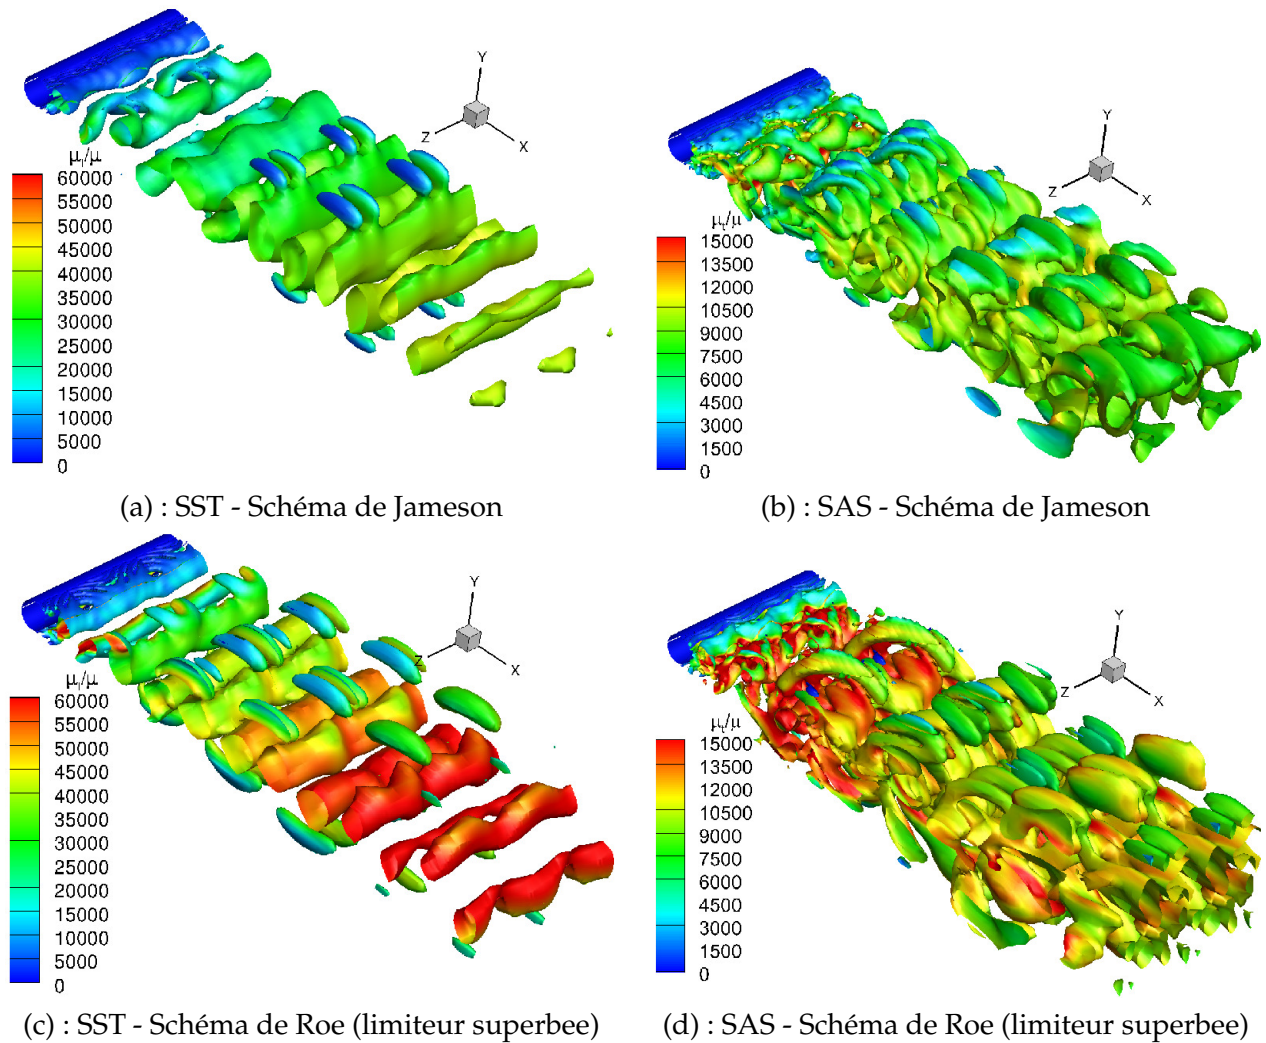 Y
Z
X
μt/μ
60000
55000
50000
45000
40000
35000
30000
25000
20000
15000
10000
5000
0
(a) : SST - Schéma de Jameson
Y
Z
X
μt/μ
15000
13500
12000
10500
9000
7500
6000
4500
3000
1500
0
(b) : SAS - Schéma de Jameson
Y
Z
X
μt/μ
60000
55000
50000
45000
40000
35000
30000
25000
20000
15000
10000
5000
0
(c) : SST - Schéma de Roe (limiteur superbee)
Y
Z
X
μt/μ
15000
13500
12000
10500
9000
7500
6000
4500
3000
1500
0
(d) : SAS - Schéma de Roe (limiteur superbee)